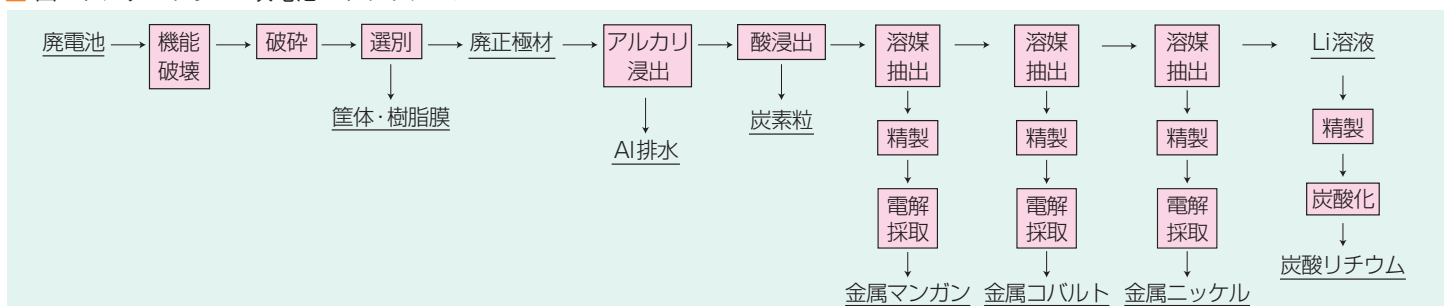 廃電池
機能
破壊
破砕
選別
廃正極材
アルカリ
浸出
酸浸出
溶媒
抽出
溶媒
抽出
溶媒
抽出
Li溶液
筐体・樹脂膜
Al排水
炭素粒
精製
精製
精製
精製
電解
採取
電解
採取
電解
採取
炭酸化
金属マンガン
金属コバルト
金属ニッケル
炭酸リチウム